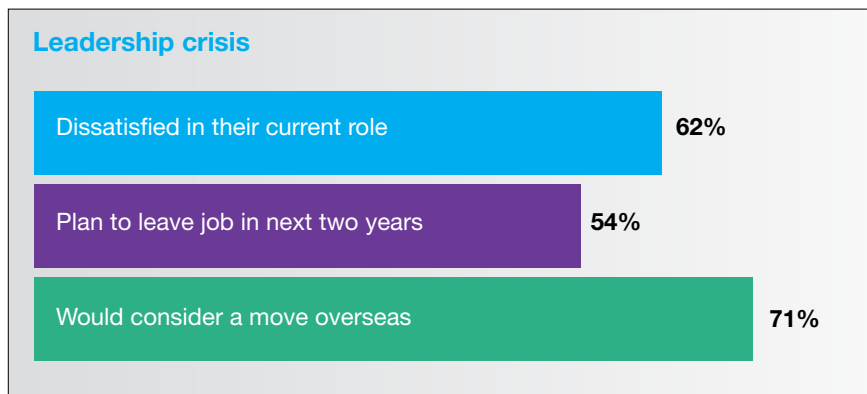 Leadership crisis
Dissatisfied in their current role 62%
Plan to leave job in next two years 54%
Would consider a move overseas 71%